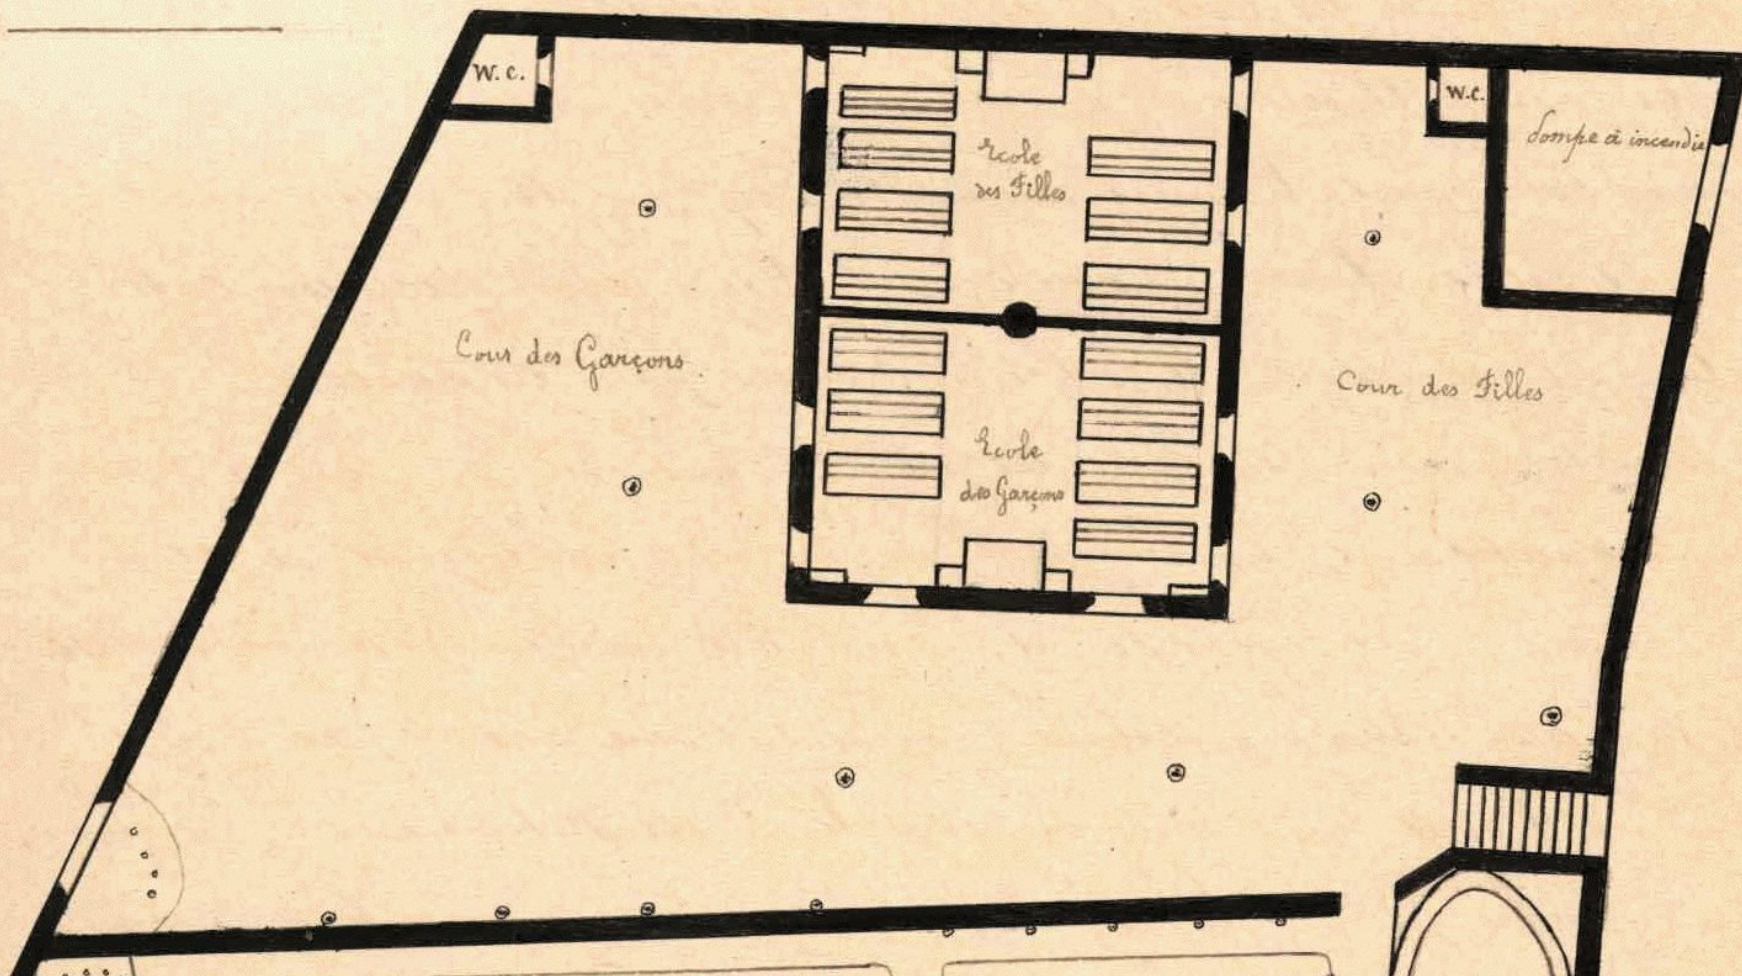 W.C.
W.C.
Pompe à incendie
Ecole
des Filles
Cour des Garçons
Cour des Filles
Ecole
des Garçons